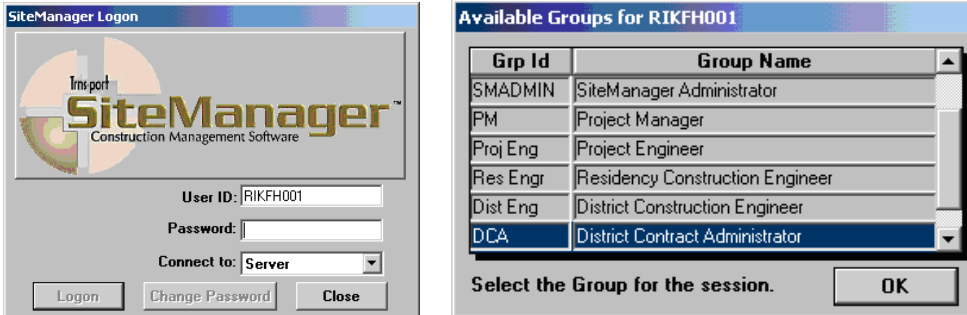 SiteManager Logon
Trns·port
SiteManager™
Construction Management Software
User ID: RIKFH001
Password:
Connect to: Server
Logon Change Password Close
Available Groups for RIKFH001
Grp Id Group Name
SMADMIN SiteManager Administrator
PM Project Manager
Proj Eng Project Engineer
Res Engr Residency Construction Engineer
Dist Eng District Construction Engineer
DCA District Contract Administrator
Select the Group for the session. OK